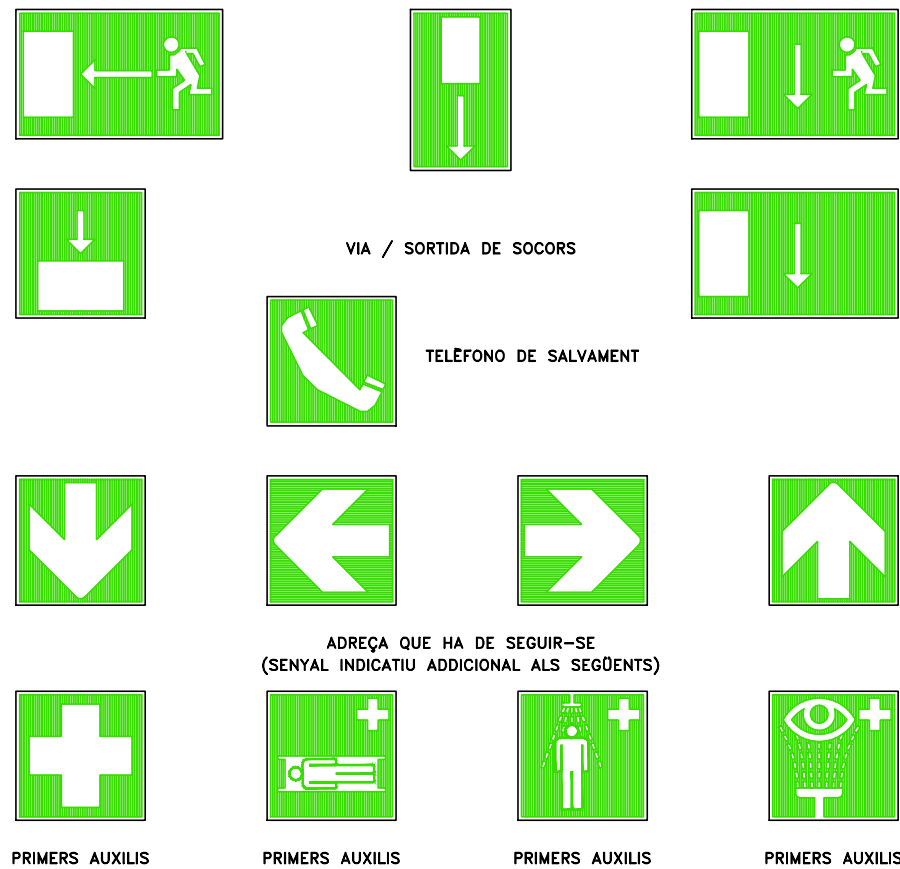 VIA / SORTIDA DE SOCORS
TELĒFONO DE SALVAMENT
ADREÇA QUE HA DE SEGUIR-SE
(SENYAL INDICATIU ADDICIONAL ALS SEGÜENTS)
PRIMERS AUXILIS
PRIMERS AUXILIS
PRIMERS AUXILIS
PRIMERS AUXILIS